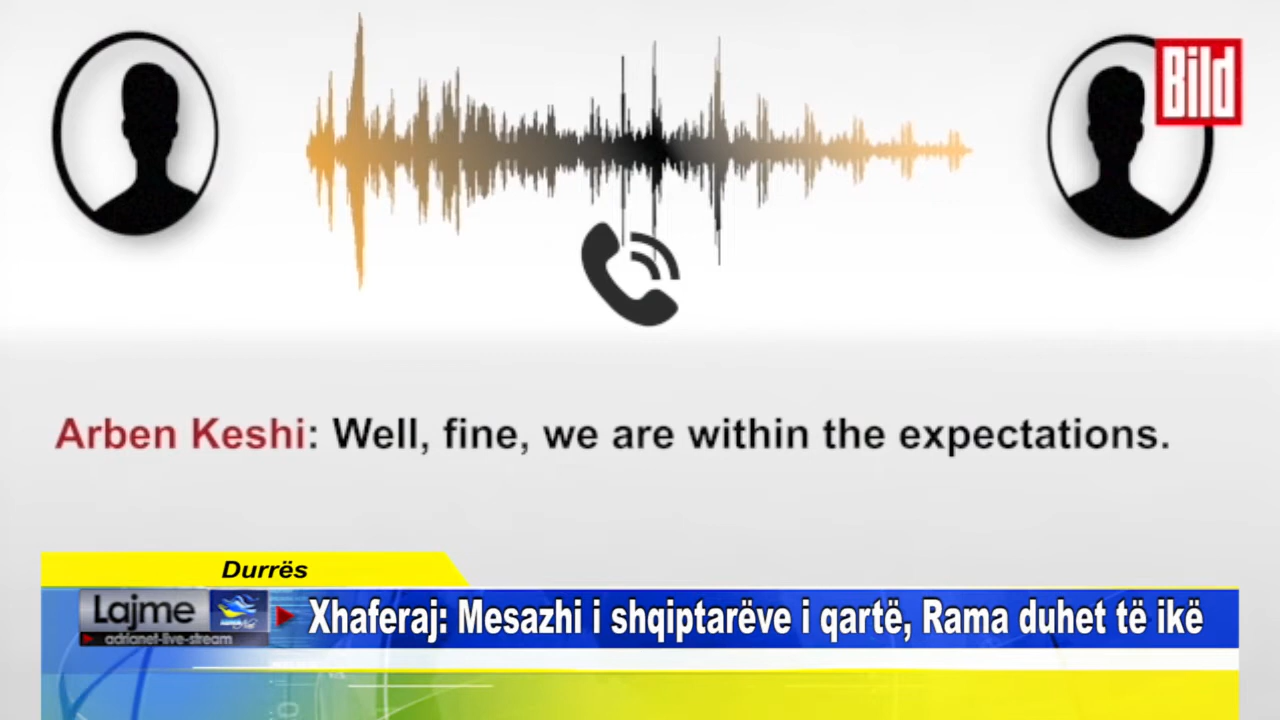 Bild
Arben Keshi: Well, fine, we are within the expectations.
Durrës
Lajme
adrianet-live-stream
Xhaferaj: Mesazhi i shqiptarëve i qartë, Rama duhet të ikë